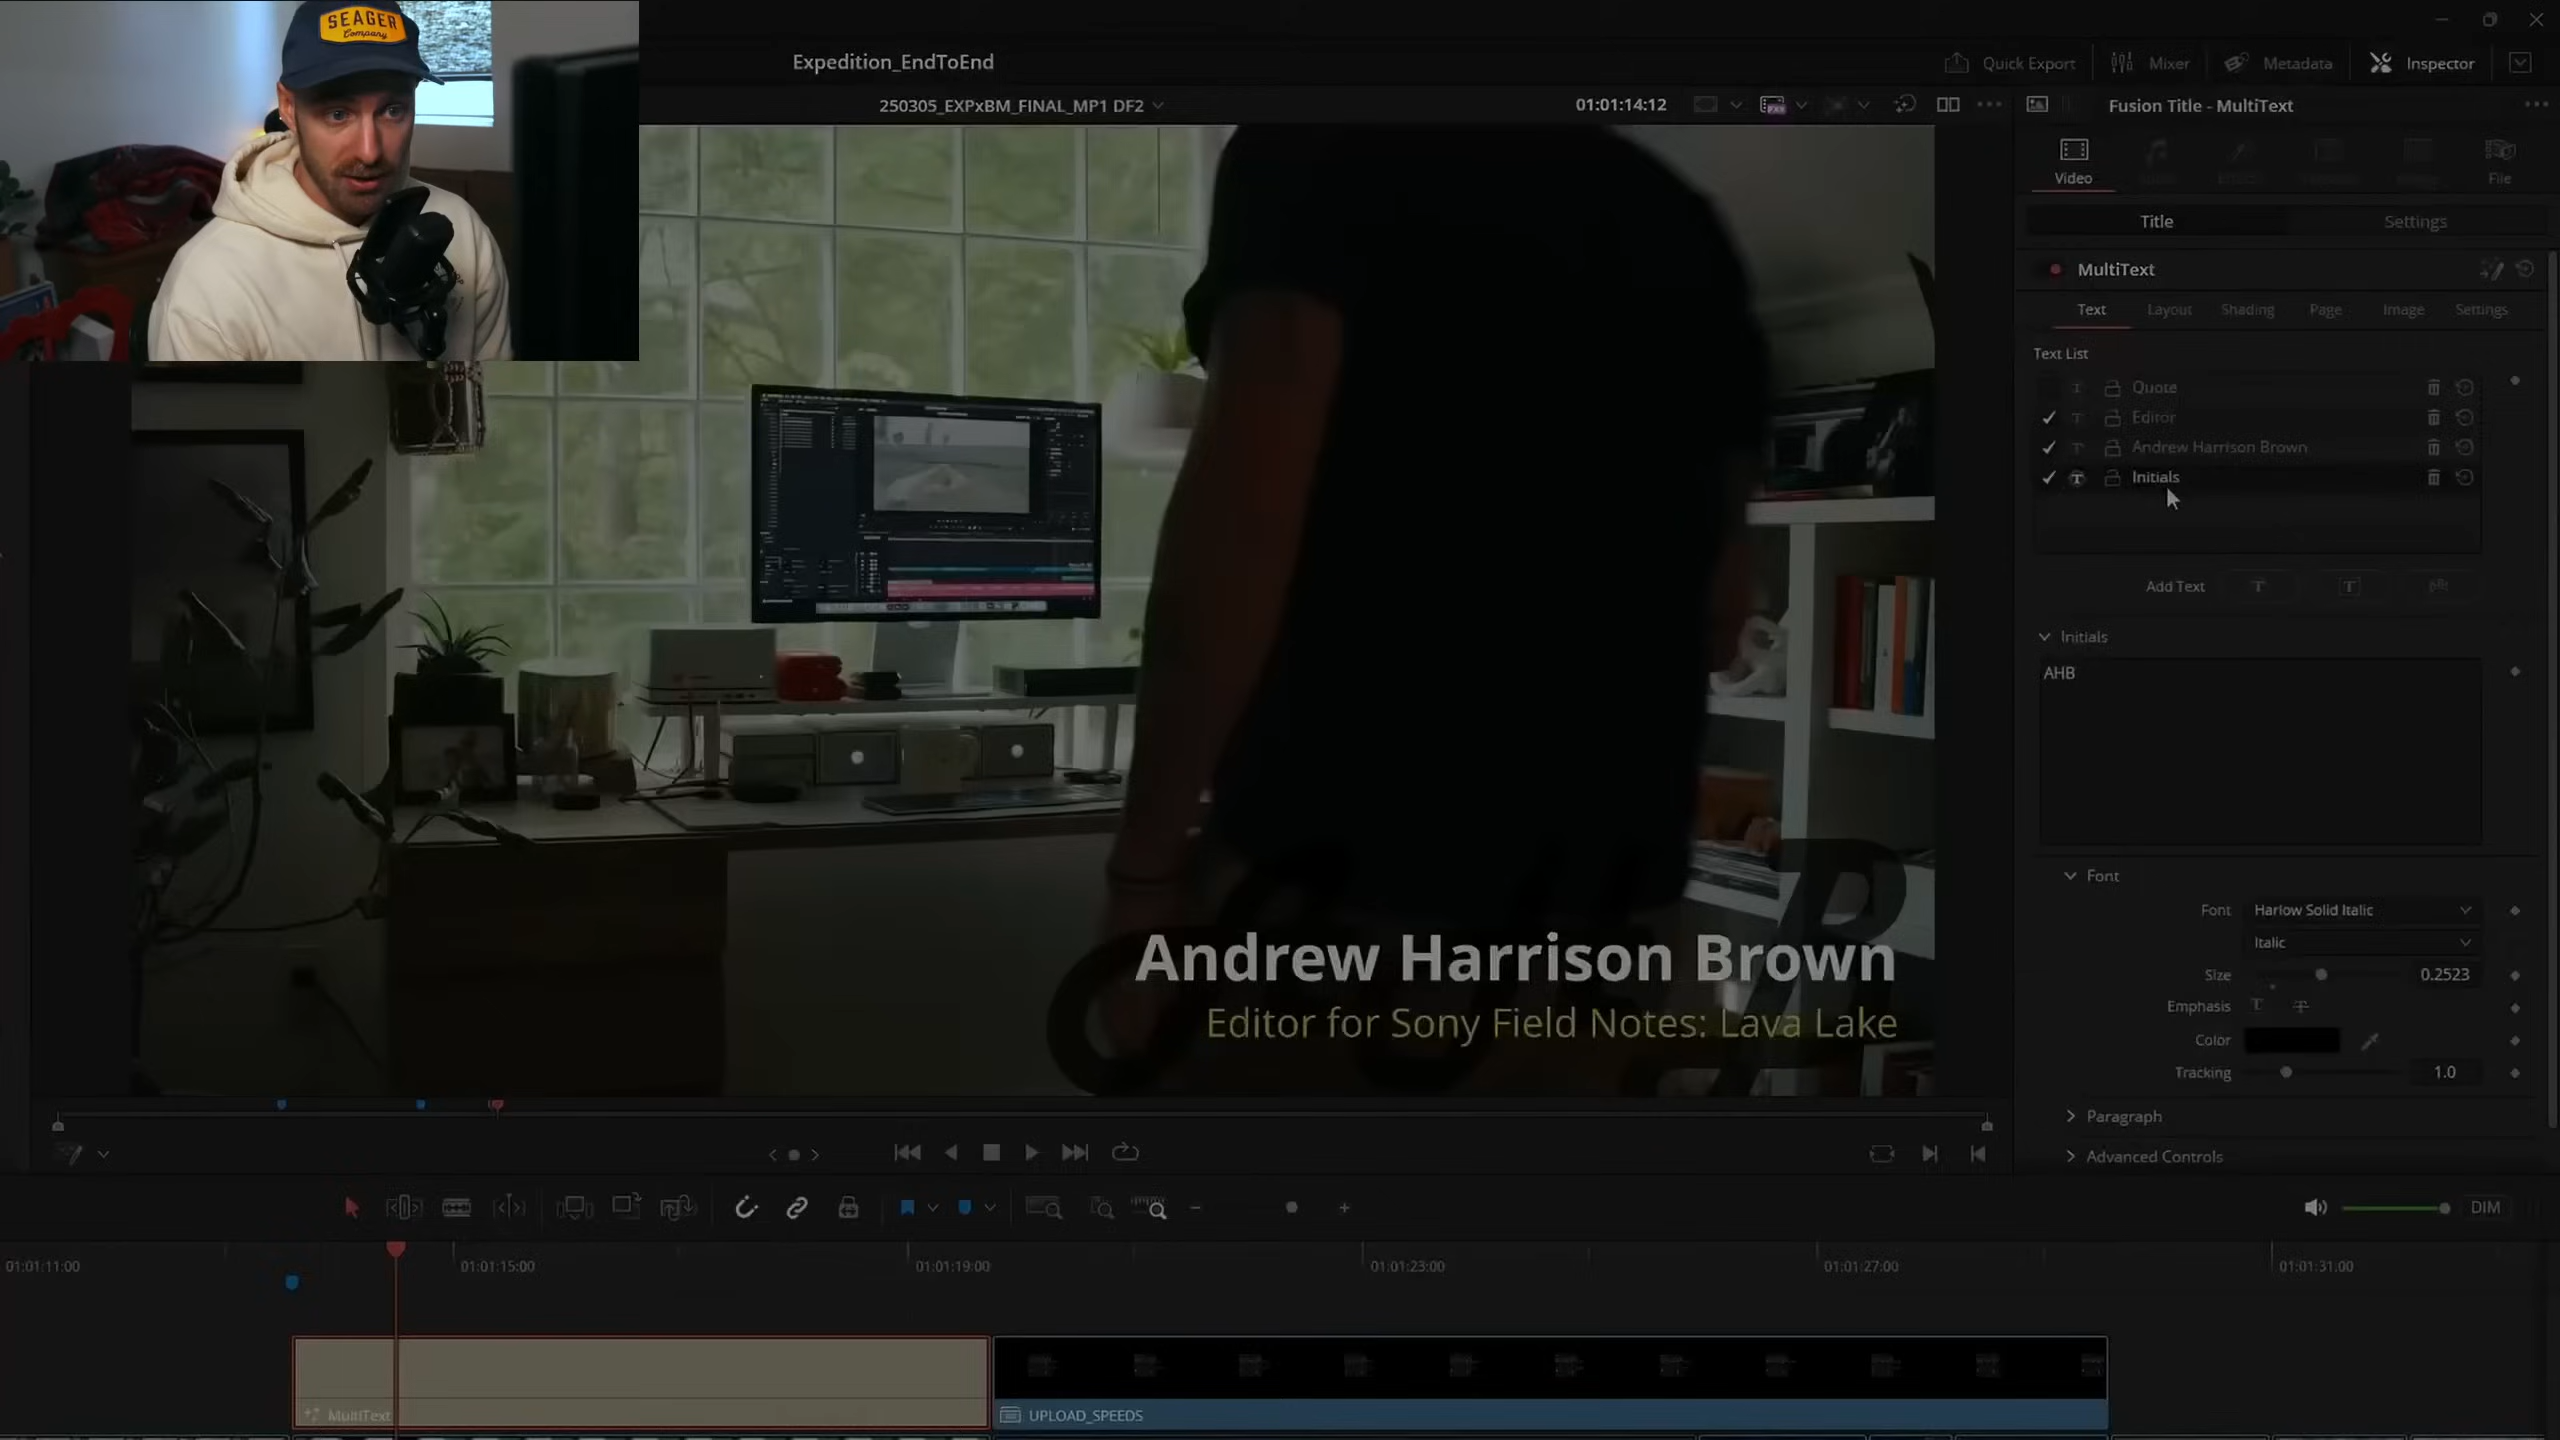 SEAGER
Company
Expedition_EndToEnd
Quick Export
Mixer
Metadata
Inspector
250305_EXPxBM_FINAL_MP1 DF2
01:01:14:12
Fusion Title - MultiText
Video
File
Title
Settings
MultiText
Text
Layout
Shading
Page
Image
Settings
Text List
Quote
Editor
Andrew Harrison Brown
Initials
Add Text
Initials
AHB
Font
Font
Harlow Solid Italic
Italic
Size
0.2523
Emphasis
Color
Tracking
1.0
Paragraph
Advanced Controls
Andrew Harrison Brown
Editor for Sony Field Notes: Lava Lake
DIM
01:01:11:00
01:01:15:00
01:01:19:00
01:01:23:00
01:01:27:00
01:01:31:00
MultiText
UPLOAD_SPEEDS